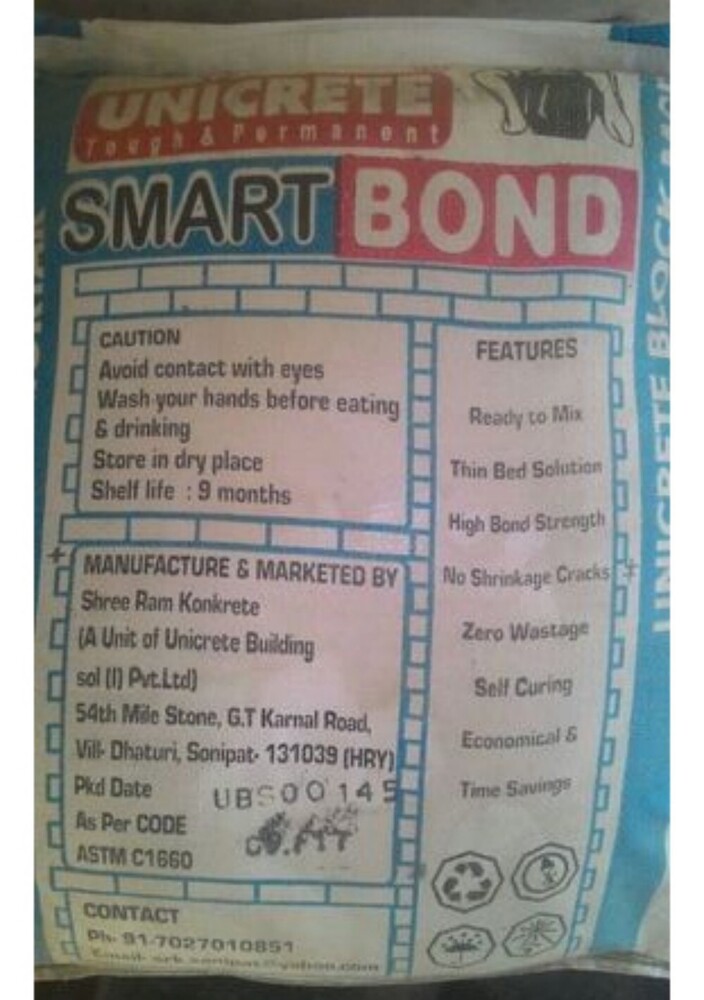 UNICRETE
Tough & Permanent
SMART BOND
CAUTION
Avoid contact with eyes
Wash your hands before eating
& drinking
Store in dry place
Shelf life : 9 months
MANUFACTURE & MARKETED BY
Shree Ram Konkrete
(A Unit of Unicrete Building
sol (I) Pvt.Ltd)
54th Mile Stone, G.T Karnal Road,
Vill- Dhaturi, Sonipat- 131039 (HRY)
Pkd Date UBS00145
As Per CODE
ASTM C1660
CONTACT
Ph- 91-7027010851
FEATURES
Ready to Mix
Thin Bed Solution
High Bond Strength
No Shrinkage Cracks
Zero Wastage
Self Curing
Economical &
Time Savings
UNICRETE BLOCK